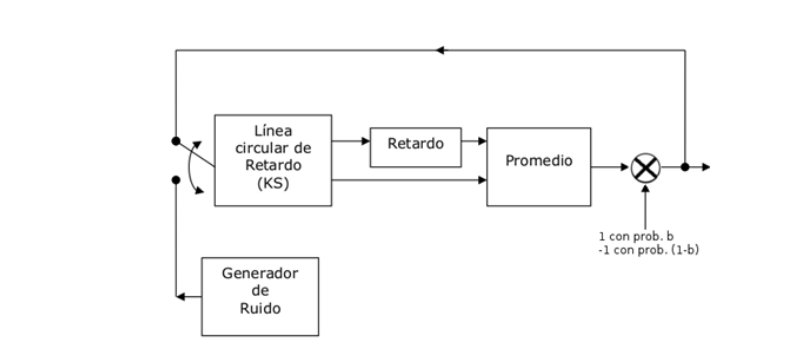 Línea
circular de
Retardo
(KS)
Retardo
Promedio
1 con prob. b
-1 con prob. (1-b)
Generador
de
Ruido